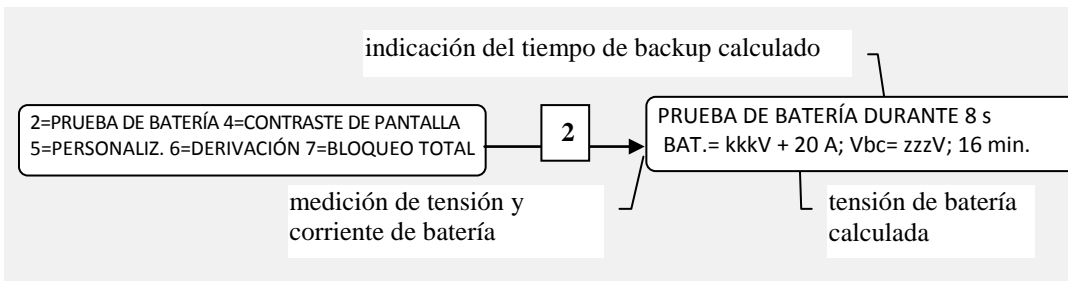 indicación del tiempo de backup calculado
2=PRUEBA DE BATERÍA 4=CONTRASTE DE PANTALLA
5=PERSONALIZ. 6=DERIVACIÓN 7=BLOQUEO TOTAL
2
PRUEBA DE BATERÍA DURANTE 8 s
BAT.= kkkV + 20 A; Vbc= zzzV; 16 min.
medición de tensión y
corriente de batería
tensión de batería
calculada